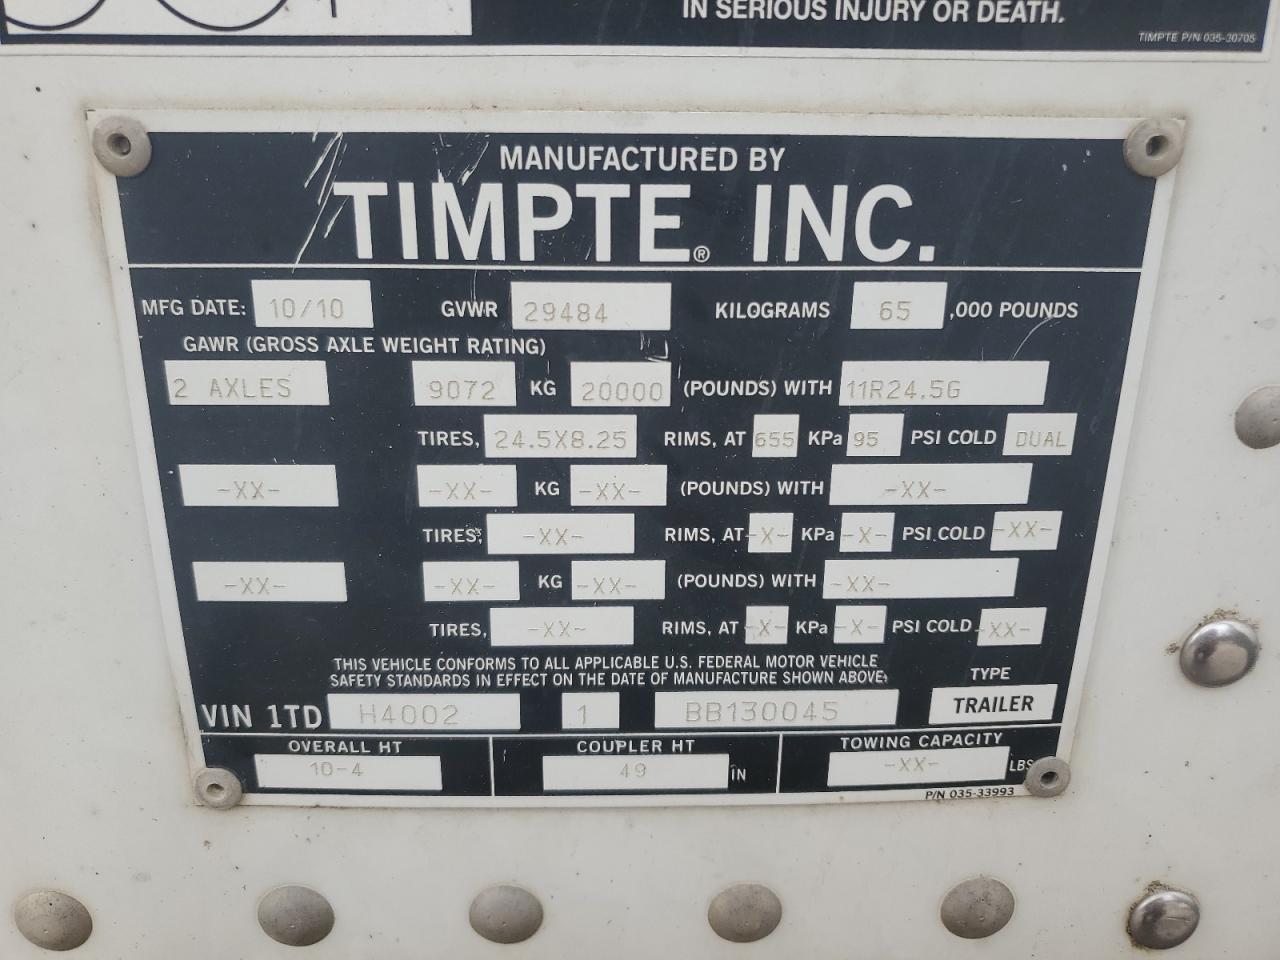 IN SERIOUS INJURY OR DEATH.
TIMPTE P/N 035-30705
MANUFACTURED BY
TIMPTE® INC.
MFG DATE: 10/10 GVWR 29484 KILOGRAMS 65 ,000 POUNDS
GAWR (GROSS AXLE WEIGHT RATING)
2 AXLES 9072 KG 20000 (POUNDS) WITH 11R24.5G
TIRES, 24.5X8.25 RIMS, AT 655 KPa 95 PSI COLD DUAL
-XX- -XX- KG -XX- (POUNDS) WITH -XX-
TIRES, -XX- RIMS, AT -X- KPa -X- PSI COLD -XX-
-XX- -XX- KG -XX- (POUNDS) WITH -XX-
TIRES, -XX- RIMS, AT -X- KPa -X- PSI COLD -XX-
THIS VEHICLE CONFORMS TO ALL APPLICABLE U.S. FEDERAL MOTOR VEHICLE
SAFETY STANDARDS IN EFFECT ON THE DATE OF MANUFACTURE SHOWN ABOVE.
TYPE
VIN 1TD H4002 1 BB130045 TRAILER
OVERALL HT COUPLER HT TOWING CAPACITY
10-4 49 IN -XX- LBS
P/N 035-33993